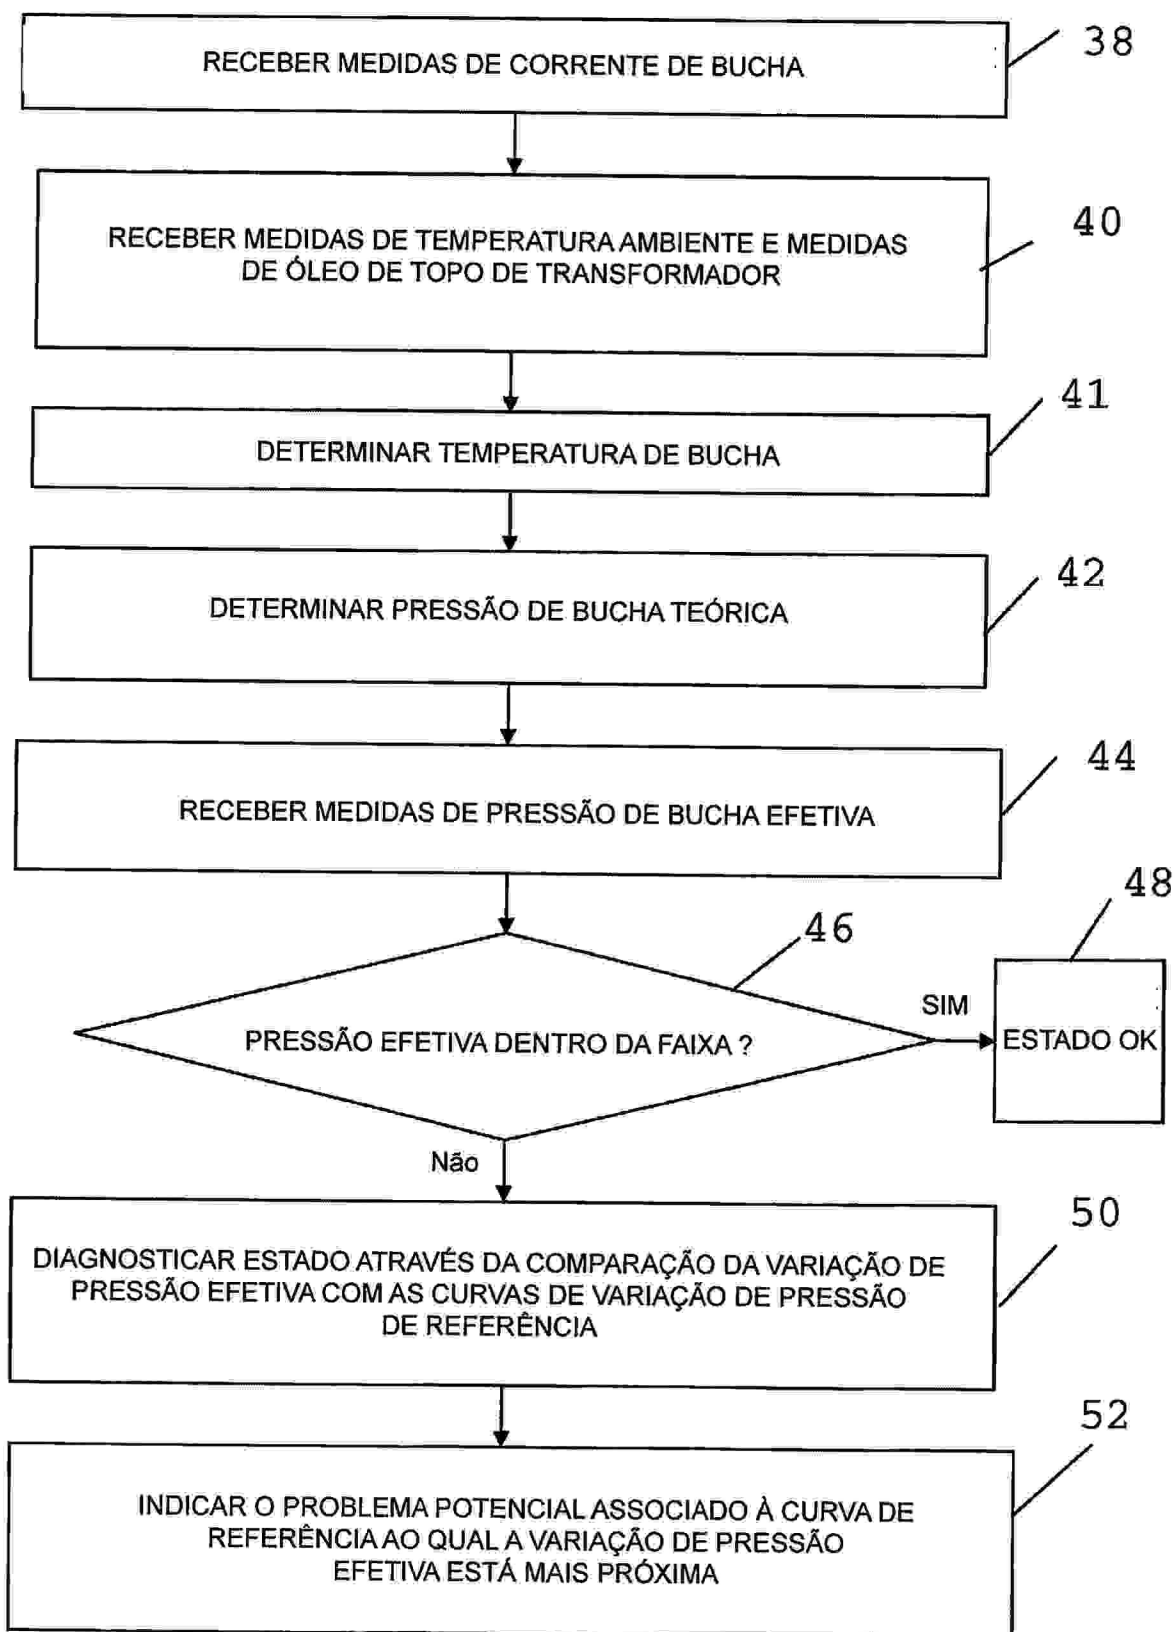 RECEBER MEDIDAS DE CORRENTE DE BUCHA
38
RECEBER MEDIDAS DE TEMPERATURA AMBIENTE E MEDIDAS
DE ÓLEO DE TOPO DE TRANSFORMADOR
40
DETERMINAR TEMPERATURA DE BUCHA
41
DETERMINAR PRESSÃO DE BUCHA TEÓRICA
42
RECEBER MEDIDAS DE PRESSÃO DE BUCHA EFETIVA
44
PRESSÃO EFETIVA DENTRO DA FAIXA ?
46
SIM
ESTADO OK
48
Não
DIAGNOSTICAR ESTADO ATRAVÉS DA COMPARAÇÃO DA VARIAÇÃO DE
PRESSÃO EFETIVA COM AS CURVAS DE VARIAÇÃO DE PRESSÃO
DE REFERÊNCIA
50
INDICAR O PROBLEMA POTENCIAL ASSOCIADO À CURVA DE
REFERÊNCIA AO QUAL A VARIAÇÃO DE PRESSÃO
EFETIVA ESTÁ MAIS PRÓXIMA
52